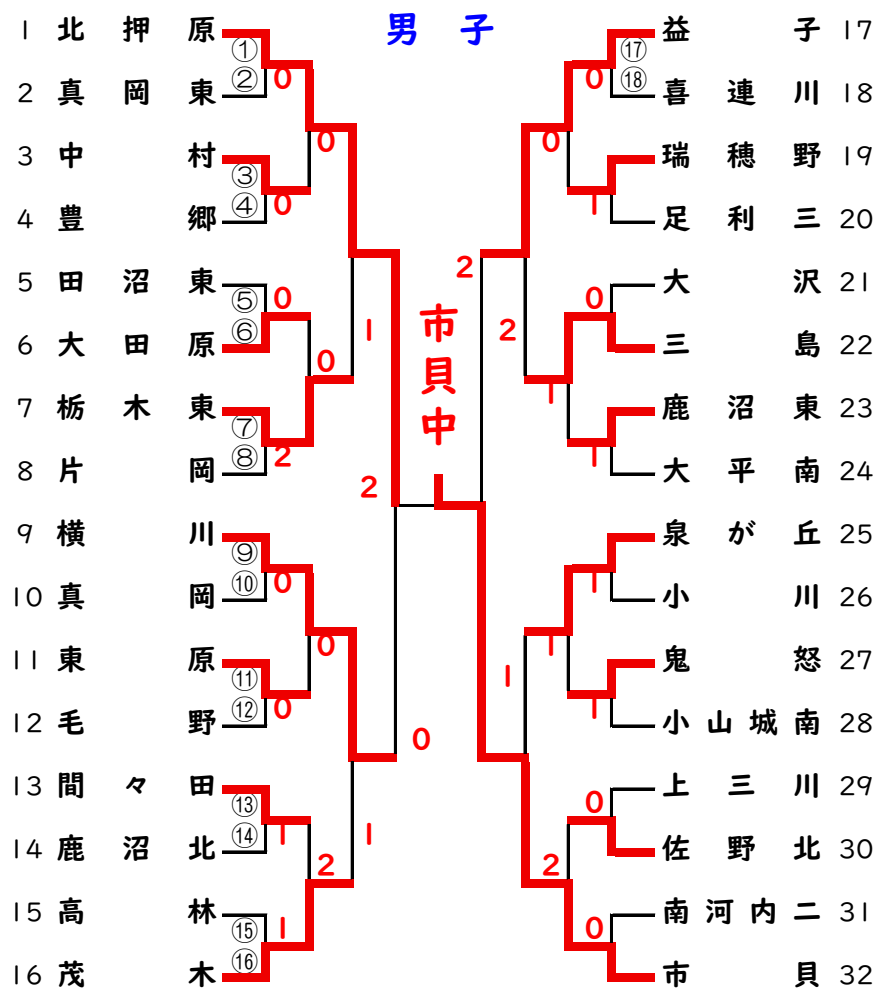 男子
1 北押原 ①
2 真岡東 ②
0
3 中村 ③
4 豊郷 ④
0
0
5 田沼東 ⑤
6 大田原 ⑥
0
7 栃木東 ⑦
8 片岡 ⑧
2
0
1
9 横川 ⑨
10 真岡 ⑩
0
11 東原 ⑪
12 毛野 ⑫
0
0
13 間々田 ⑬
14 鹿沼北 ⑭
1
15 高林 ⑮
16 茂木 ⑯
1
2
1
2
0
市貝中
2
⑰ 益子 17
⑱ 喜連川 18
0
瑞穂野 19
足利三 20
1
0
大沢 21
三島 22
0
鹿沼東 23
大平南 24
1
1
2
泉が丘 25
小川 26
1
鬼怒 27
小山城南 28
1
1
上三川 29
佐野北 30
0
南河内二 31
市貝 32
0
2
1